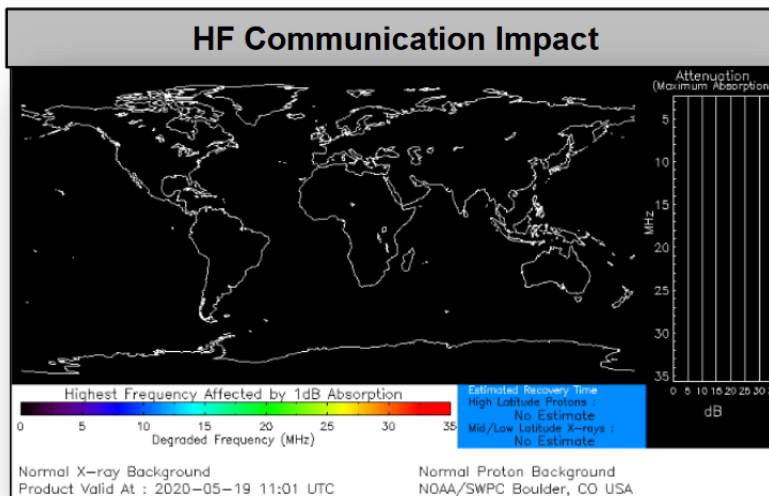 HF Communication Impact
Attenuation
(Maximum Absorption
5
10
15
20
25
30
35
MHz
0 5 10 15 20 25 30
dB
Highest Frequency Affected by 1dB Absorption
0 5 10 15 20 25 30 35
Degraded Frequency (MHz)
Estimated Recovery Time
High Latitude Protons :
No Estimate
Mid/Low Latitude X-rays :
No Estimate
Normal X-ray Background
Product Valid At : 2020-05-19 11:01 UTC
Normal Proton Background
NOAA/SWPC Boulder, CO USA